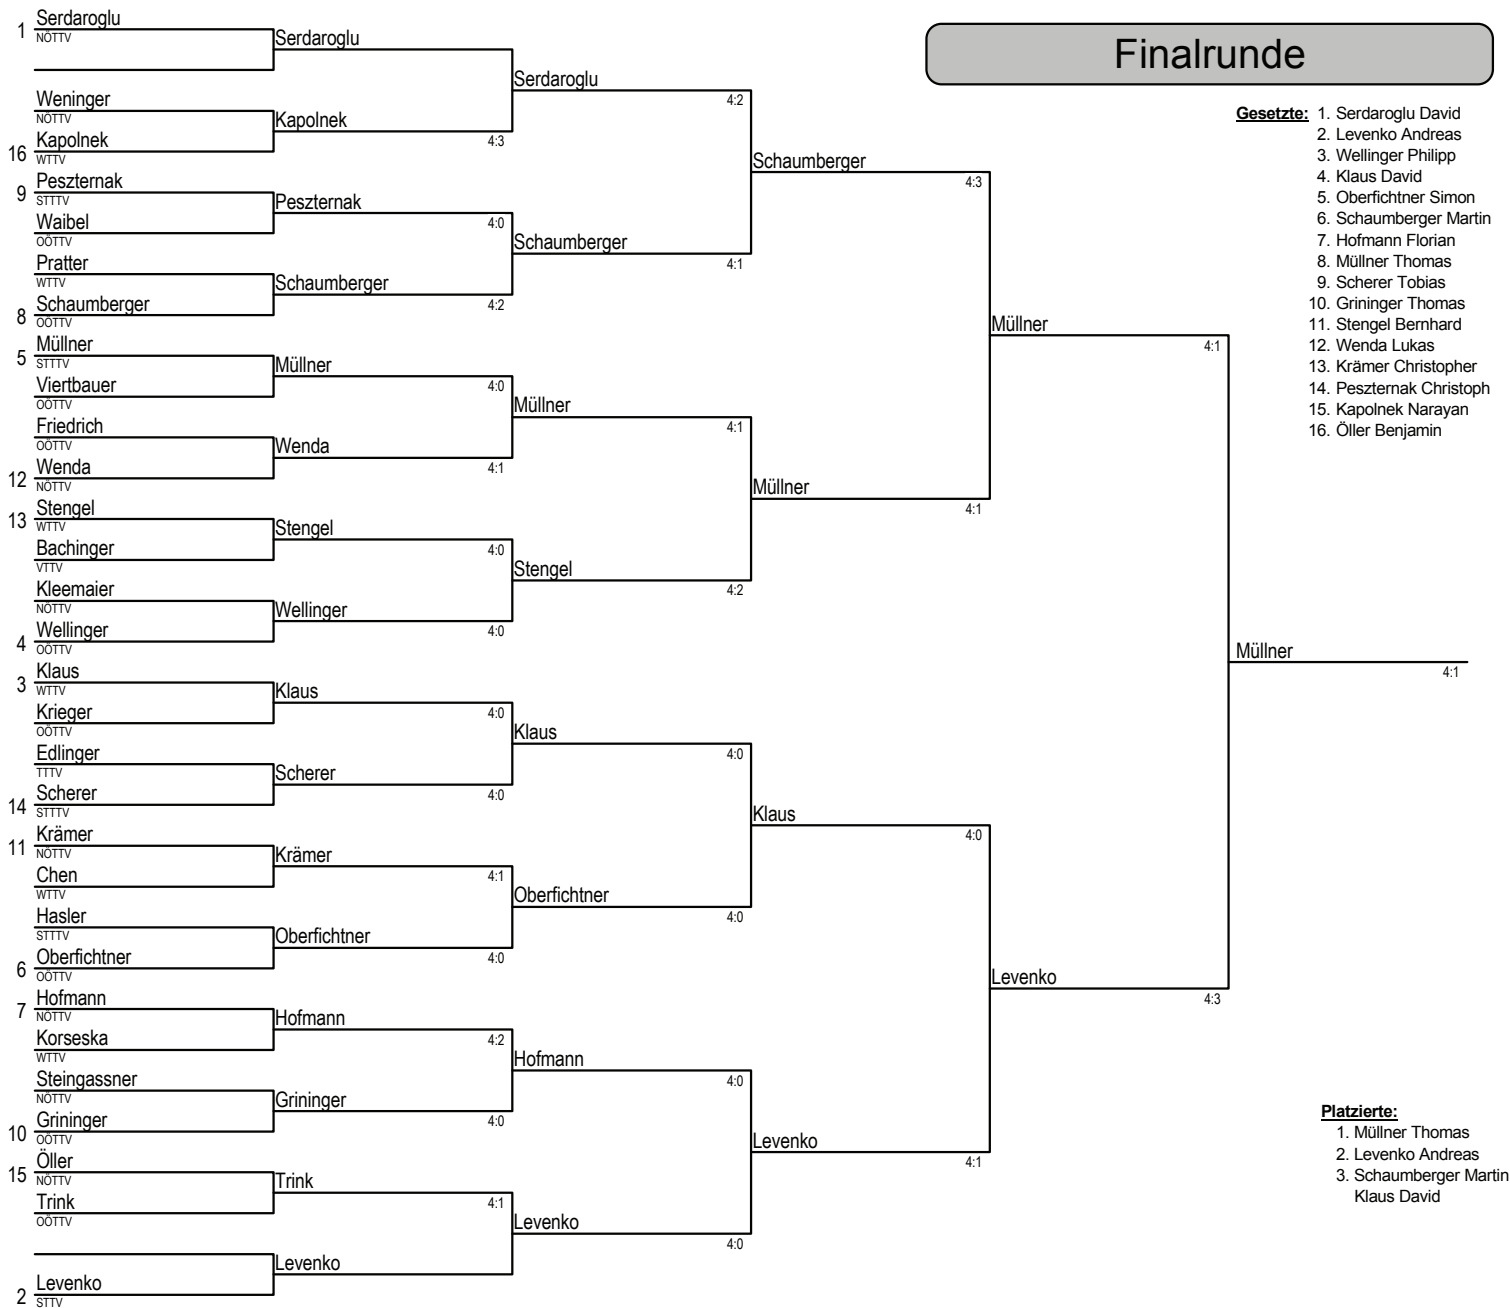 Finalrunde
Gesetzte: 1. Serdaroglu David
2. Levenko Andreas
3. Wellinger Philipp
4. Klaus David
5. Oberfichtner Simon
6. Schaumberger Martin
7. Hofmann Florian
8. Müllner Thomas
9. Scherer Tobias
10. Grininger Thomas
11. Stengel Bernhard
12. Wenda Lukas
13. Krämer Christopher
14. Peszternak Christoph
15. Kapolnek Narayan
16. Öller Benjamin
1 Serdaroglu
NÖTTV
Weninger
NÖTTV
16 Kapolnek
WTTV
9 Peszternak
STTTV
Waibel
OÖTTV
Pratter
WTTV
8 Schaumberger
OÖTTV
5 Müllner
STTTV
Viertbauer
OÖTTV
Friedrich
OÖTTV
12 Wenda
NÖTTV
13 Stengel
WTTV
Bachinger
VTTV
Kleemaier
NÖTTV
4 Wellinger
OÖTTV
3 Klaus
WTTV
Krieger
OÖTTV
Edlinger
TTTV
14 Scherer
STTTV
11 Krämer
NÖTTV
Chen
WTTV
Hasler
STTTV
6 Oberfichtner
OÖTTV
7 Hofmann
NÖTTV
Korseska
WTTV
Steingassner
NÖTTV
10 Grininger
OÖTTV
15 Öller
NÖTTV
Trink
OÖTTV
2 Levenko
STTV
Serdaroglu
Kapolnek
4:3
Peszternak
4:0
Schaumberger
4:2
Müllner
4:0
Wenda
4:1
Stengel
4:0
Wellinger
4:0
Klaus
4:0
Scherer
4:0
Krämer
4:1
Oberfichtner
4:0
Hofmann
4:2
Grininger
4:0
Trink
4:1
Levenko
Serdaroglu
4:2
Schaumberger
4:1
Müllner
4:1
Stengel
4:2
Klaus
4:0
Oberfichtner
4:0
Hofmann
4:0
Levenko
4:0
Schaumberger
4:3
Müllner
4:1
Klaus
4:0
Levenko
4:1
Müllner
4:1
Levenko
4:3
Müllner
4:1
Platzierte:
1. Müllner Thomas
2. Levenko Andreas
3. Schaumberger Martin
Klaus David